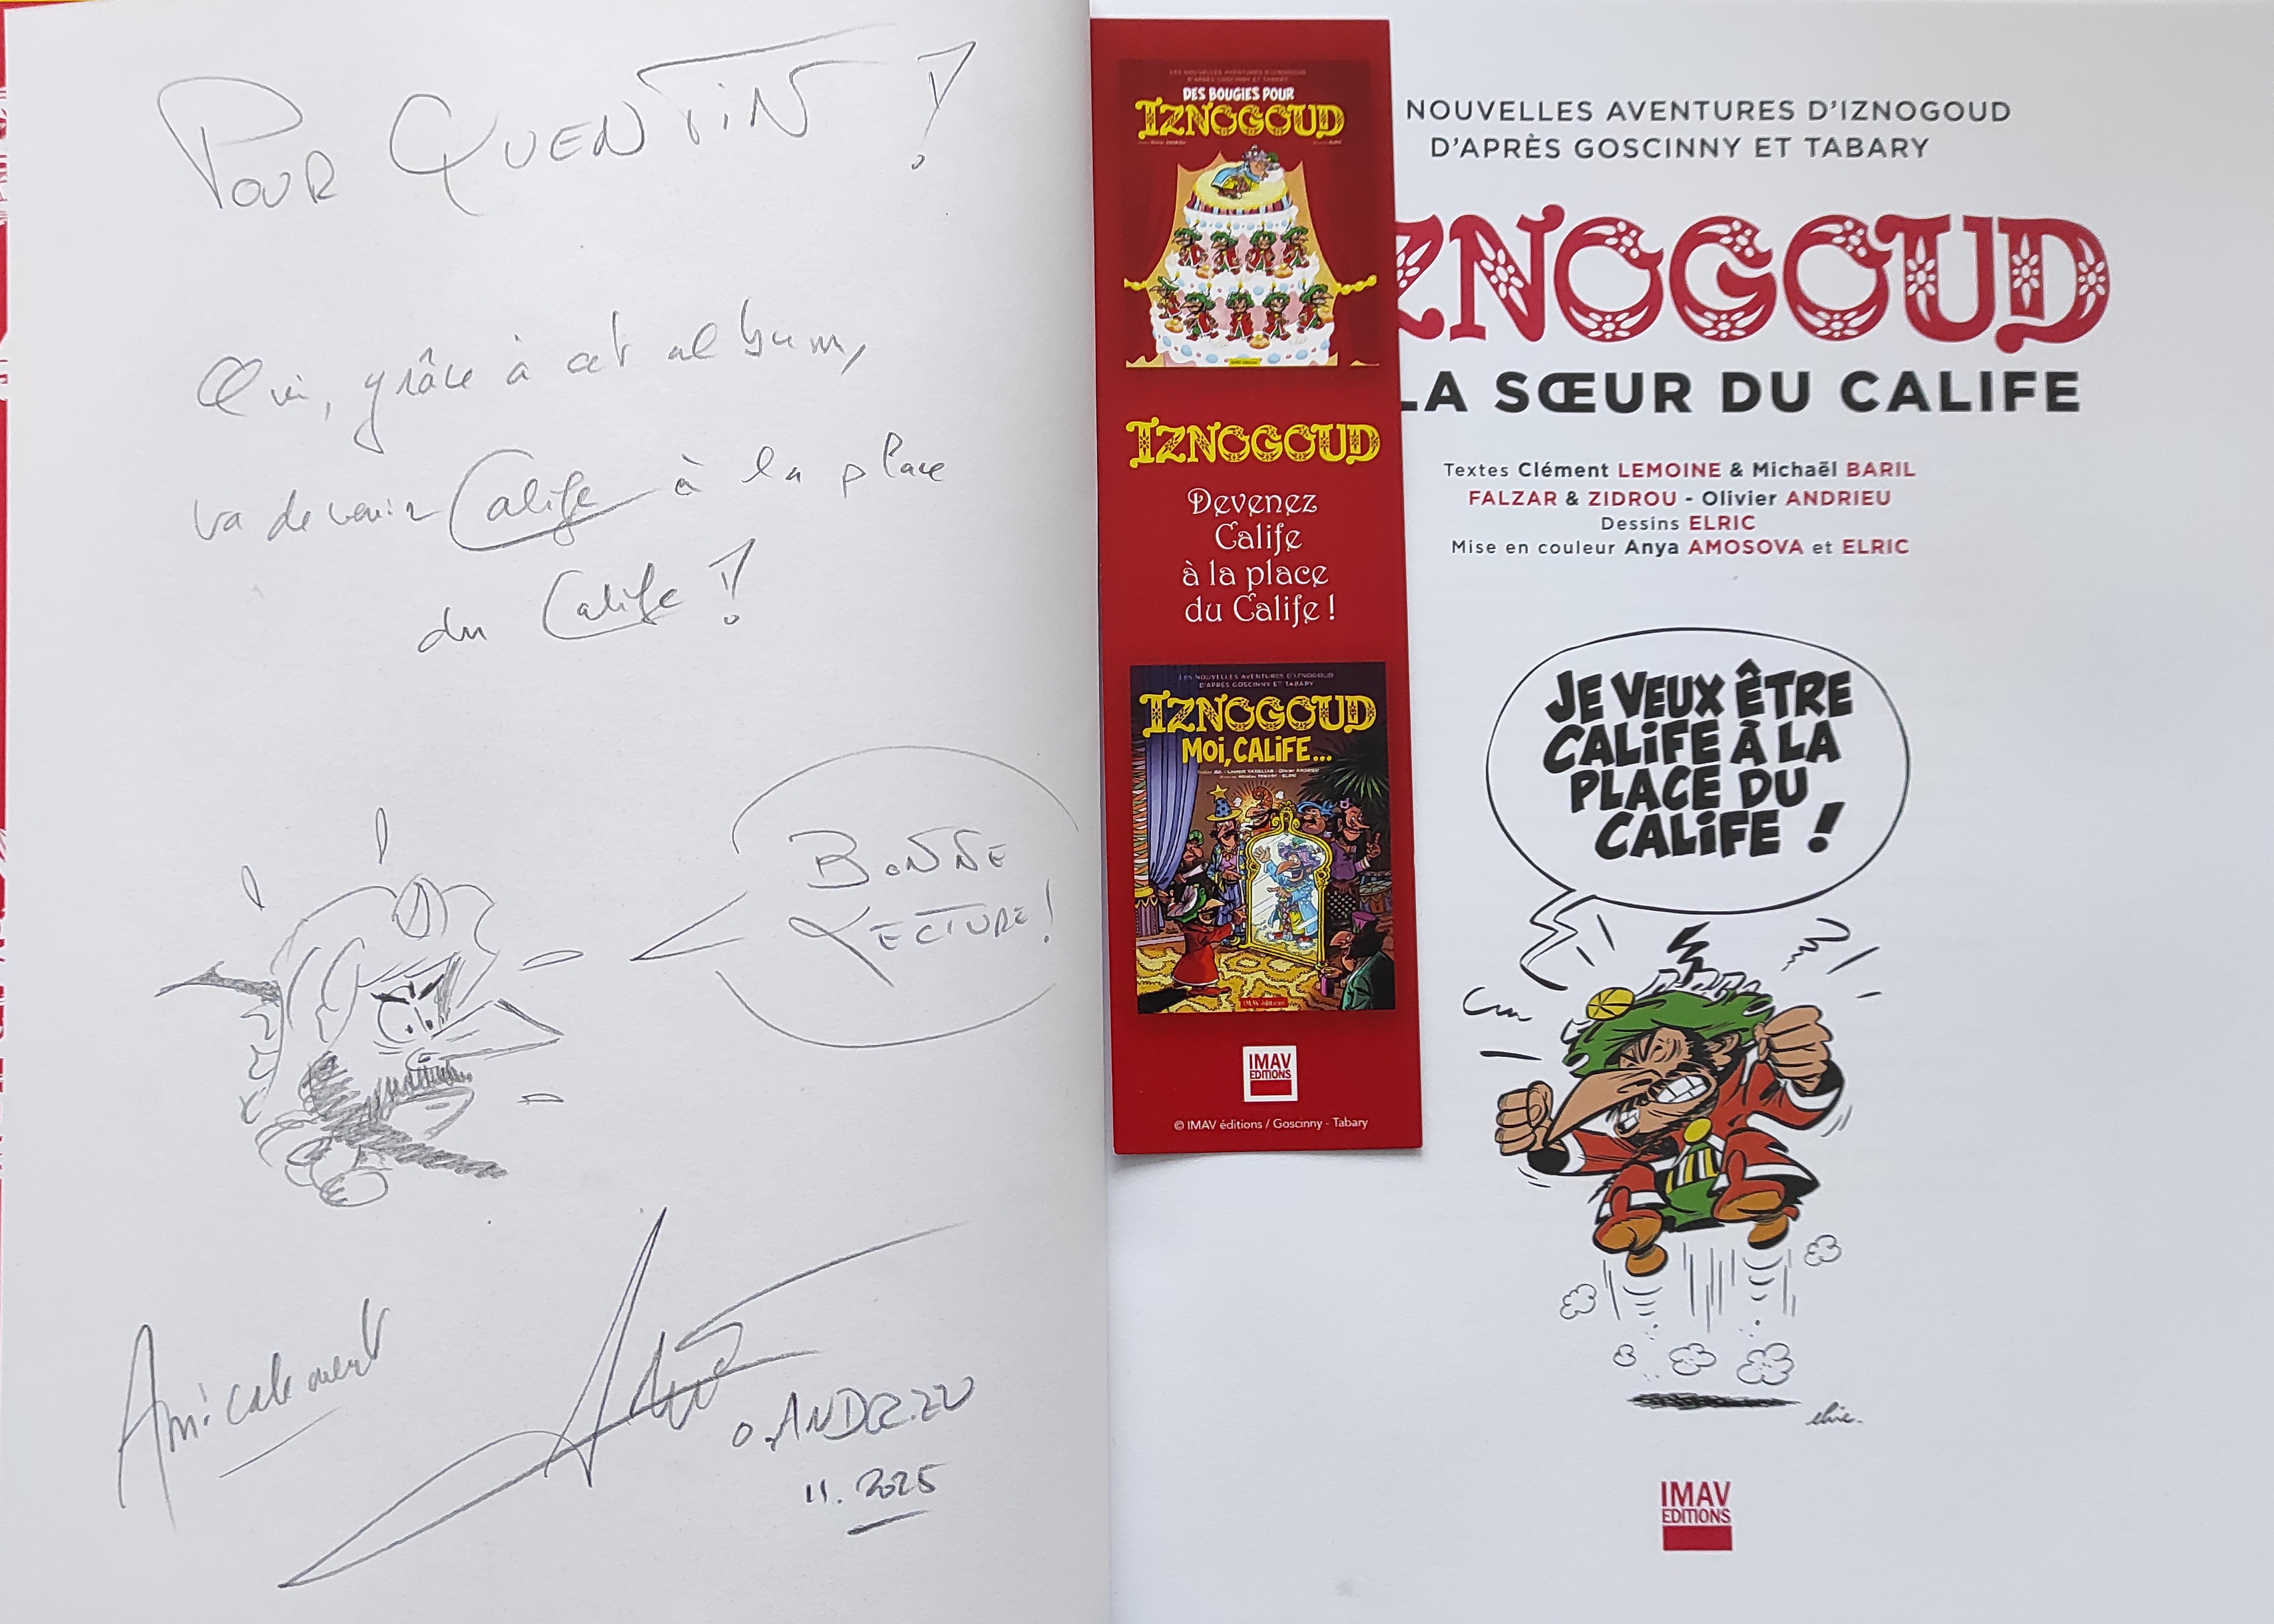 POUR QUENTIN !
Qui, grâce à cet album,
va devenir Calife à la place
du Calife !
BONNE
LECTURE !
Amicalement
O. ANDRIEU
11. 2025
LES NOUVELLES AVENTURES D'IZNOGOUD
D'APRÈS GOSCINNY ET TABARY
DES BOUGIES POUR
IZNOGOUD
IZNOGOUD
Devenez
Calife
à la place
du Calife !
LES NOUVELLES AVENTURES D'IZNOGOUD
D'APRÈS GOSCINNY ET TABARY
IZNOGOUD
MOI, CALIFE...
IMAV éditions
IMAV
EDITIONS
© IMAV éditions / Goscinny - Tabary
NOUVELLES AVENTURES D'IZNOGOUD
D'APRÈS GOSCINNY ET TABARY
ZNOGOUD
LA SŒUR DU CALIFE
Textes Clément LEMOINE & Michaël BARIL
FALZAR & ZIDROU - Olivier ANDRIEU
Dessins ELRIC
Mise en couleur Anya AMOSOVA et ELRIC
JE VEUX ÊTRE
CALiFE À LA
PLACE DU
CALiFE !
elric.
IMAV
EDITIONS